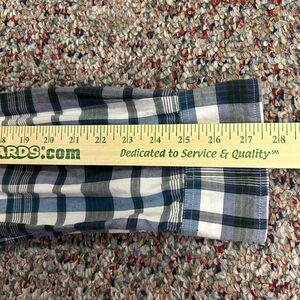 18 19 20 21 22 23 24 25 26 27 28
ARDS:com Dedicated to Service & Quality SM